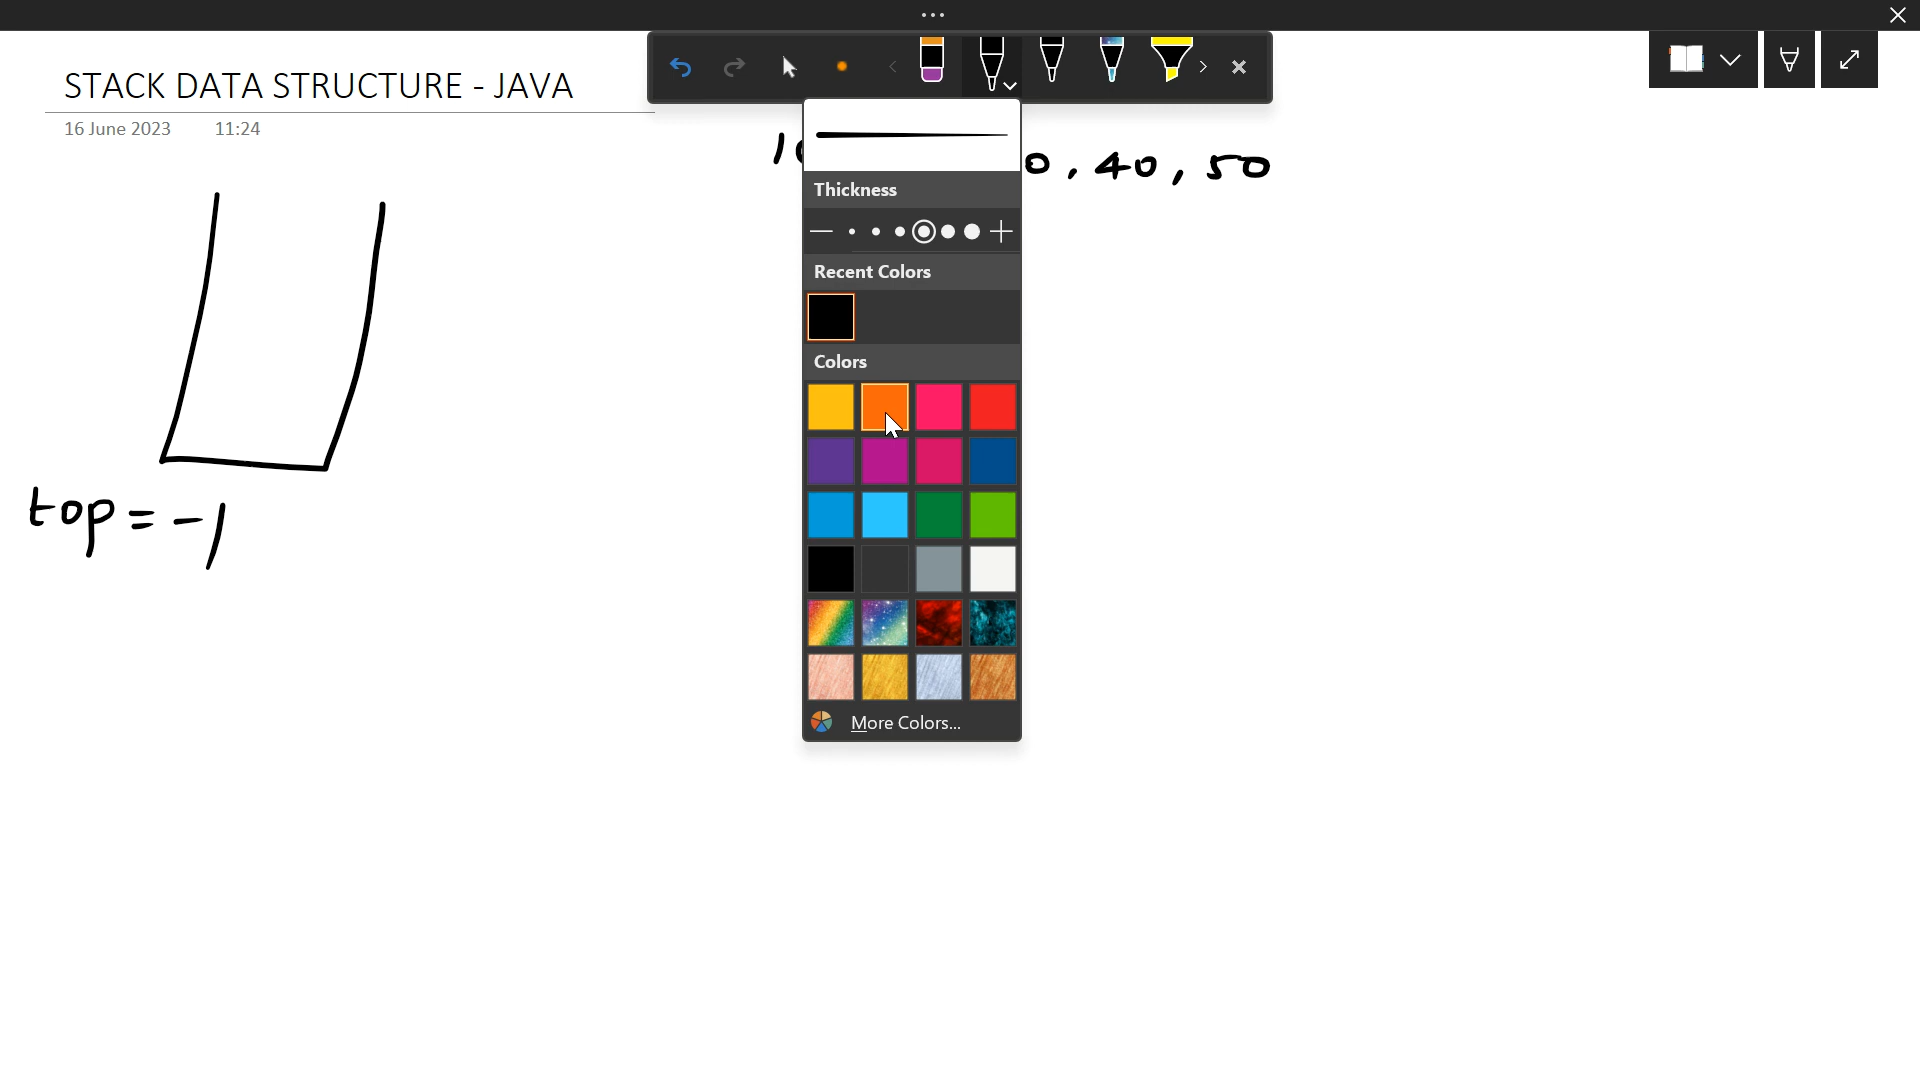 STACK DATA STRUCTURE - JAVA
16 June 2023 11:24
0, 40, 50
Thickness
Recent Colors
Colors
top = -1
More Colors...